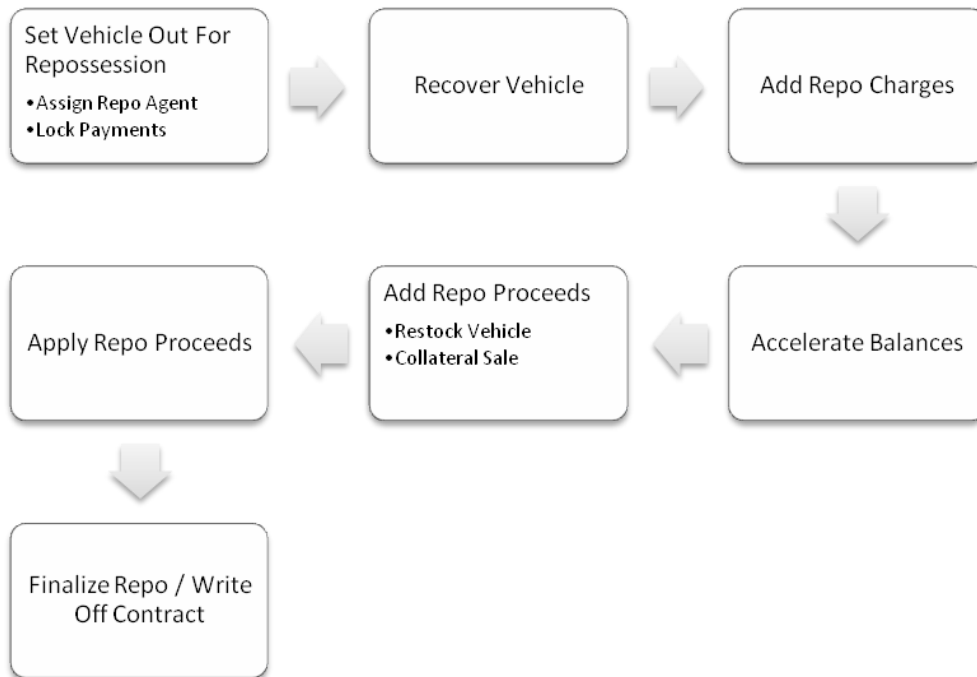 Set Vehicle Out For
Repossession
•Assign Repo Agent
•Lock Payments
Recover Vehicle
Add Repo Charges
Accelerate Balances
Add Repo Proceeds
•Restock Vehicle
•Collateral Sale
Apply Repo Proceeds
Finalize Repo / Write
Off Contract